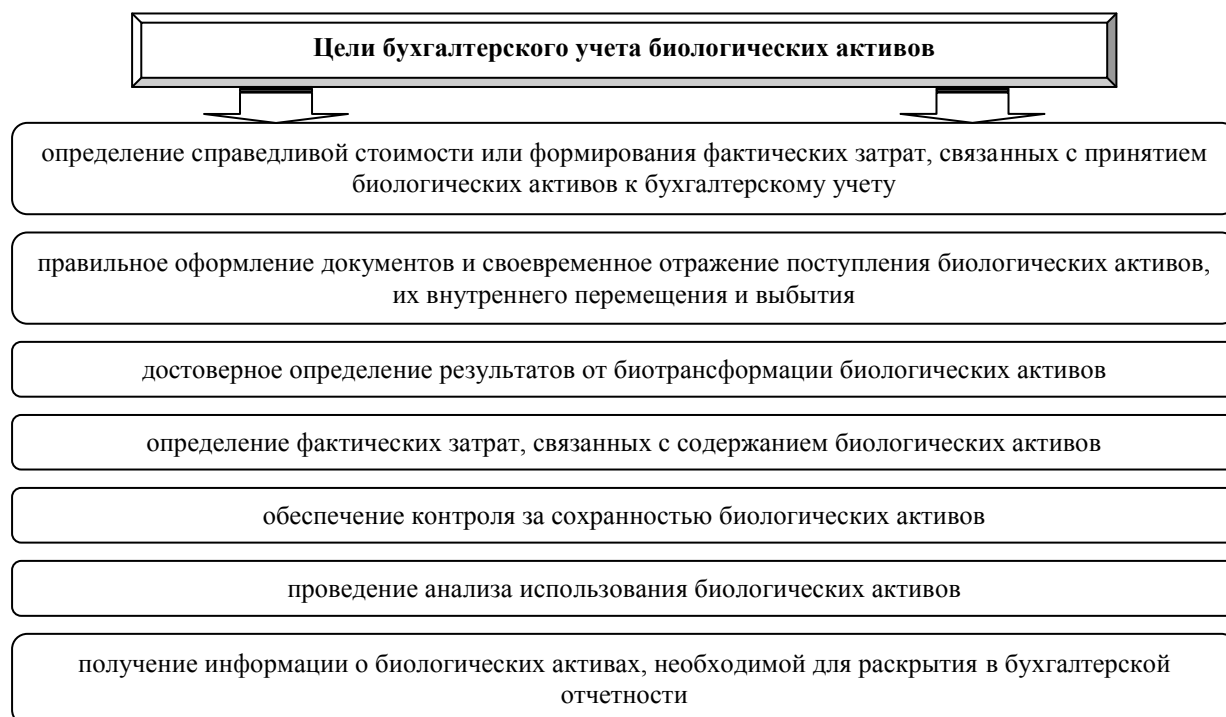 Цели бухгалтерского учета биологических активов
определение справедливой стоимости или формирования фактических затрат, связанных с принятием
биологических активов к бухгалтерскому учету
правильное оформление документов и своевременное отражение поступления биологических активов,
их внутреннего перемещения и выбытия
достоверное определение результатов от биотрансформации биологических активов
определение фактических затрат, связанных с содержанием биологических активов
обеспечение контроля за сохранностью биологических активов
проведение анализа использования биологических активов
получение информации о биологических активах, необходимой для раскрытия в бухгалтерской
отчетности